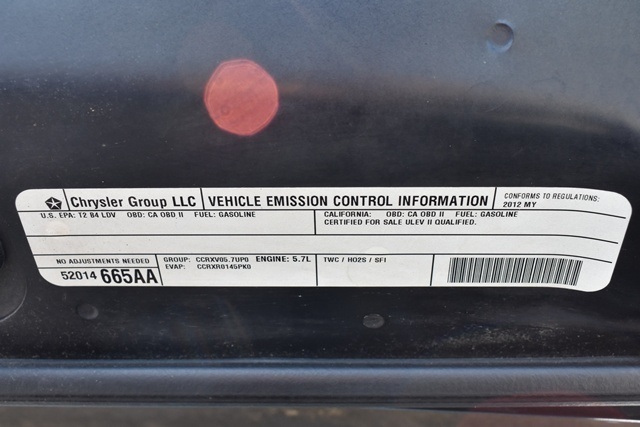 Chrysler Group LLC VEHICLE EMISSION CONTROL INFORMATION CONFORMS TO REGULATIONS:
2012 MY
U.S. EPA: T2 B4 LDV OBD: CA OBD II FUEL: GASOLINE
CALIFORNIA: OBD: CA OBD II FUEL: GASOLINE
CERTIFIED FOR SALE ULEV II QUALIFIED.
NO ADJUSTMENTS NEEDED
52014 665AA
GROUP: CCRXV05.7UP0 ENGINE: 5.7L
EVAP: CCRXR0145PK0
TWC / HO2S / SFI